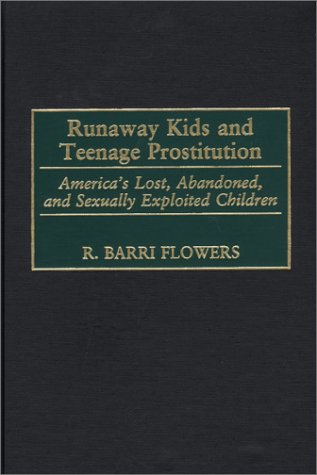 Runaway Kids and
Teenage Prostitution
America's Lost, Abandoned,
and Sexually Exploited Children
R. BARRI FLOWERS